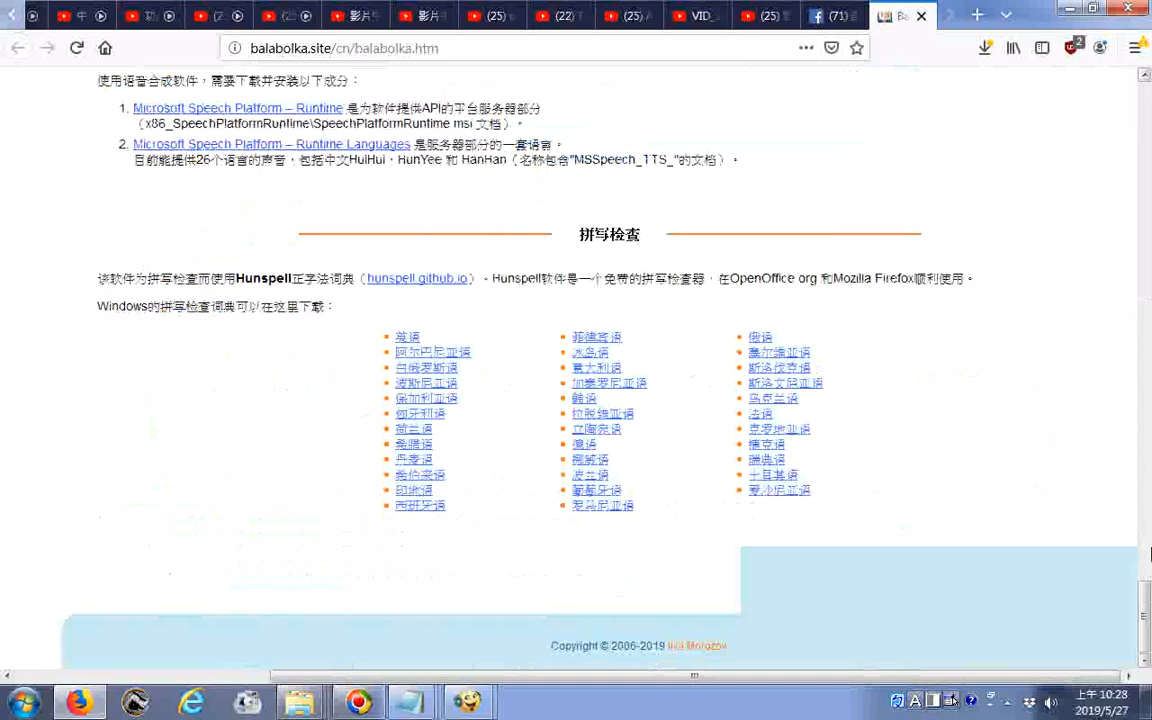 (25)
(22)
(25)
VID_
(25)
(71)
balabolka.site/cn/balabolka.htm
2
使用语音合成软件，需要下载并安装以下成分：
1. Microsoft Speech Platform – Runtime 是为软件提供API的平台服务器部分
（x86_SpeechPlatformRuntime\SpeechPlatformRuntime msi 文档）。
2. Microsoft Speech Platform – Runtime Languages 是服务器部分的一套语言。
目前能提供26个语言的声音，包括中文HuiHui，HunYee 和 HanHan（名称包含"MSSpeech_TTS_"的文档）。
拼写检查
该软件为拼写检查而使用Hunspell正字法词典（hunspell.github.io）。Hunspell软件是一个免费的拼写检查器，在OpenOffice org 和Mozilla Firefox顺利使用。
Windows的拼写检查词典可以在这里下载：
英语
阿尔巴尼亚语
白俄罗斯语
波斯尼亚语
保加利亚语
匈牙利语
荷兰语
希腊语
丹麦语
希伯来语
印地语
西班牙语
菲律宾语
冰岛语
意大利语
加泰罗尼亚语
韩语
拉脱维亚语
立陶宛语
德语
挪威语
波兰语
葡萄牙语
罗马尼亚语
俄语
塞尔维亚语
斯洛伐克语
斯洛文尼亚语
乌克兰语
法语
克罗地亚语
捷克语
瑞典语
土耳其语
爱沙尼亚语
Copyright © 2006-2019 Ilya Morozov
上午 10:28
2019/5/27